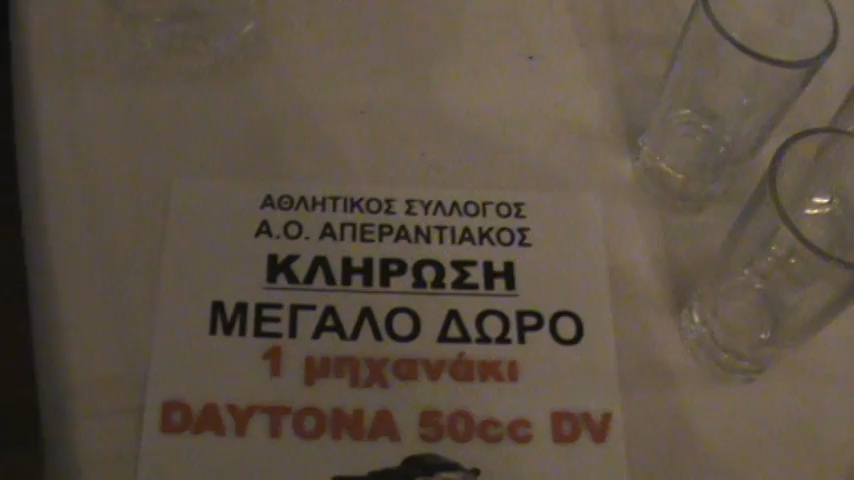 ΑΘΛΗΤΙΚΟΣ ΣΥΛΛΟΓΟΣ
Α.Ο. ΑΠΕΡΑΝΤΙΑΚΟΣ
ΚΛΗΡΩΣΗ
ΜΕΓΑΛΟ ΔΩΡΟ
1 μηχανάκι
DAYTONA 50cc DV